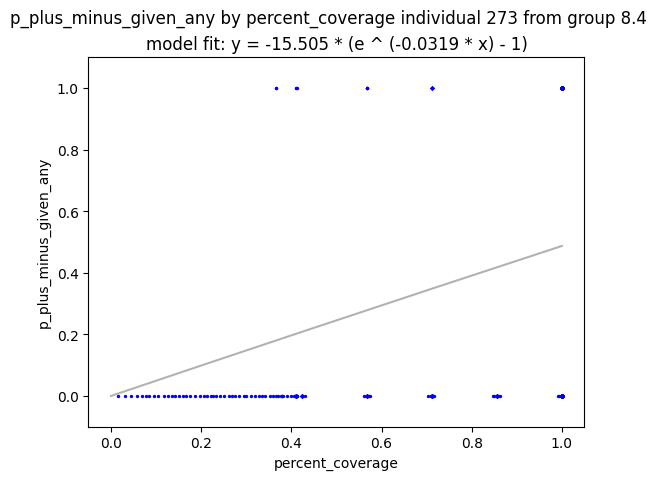 p_plus_minus_given_any by percent_coverage individual 273 from group 8.4
model fit: y = -15.505 * (e ^ (-0.0319 * x) - 1)
p_plus_minus_given_any
1.0
0.8
0.6
0.4
0.2
0.0
0.0 0.2 0.4 0.6 0.8 1.0
percent_coverage